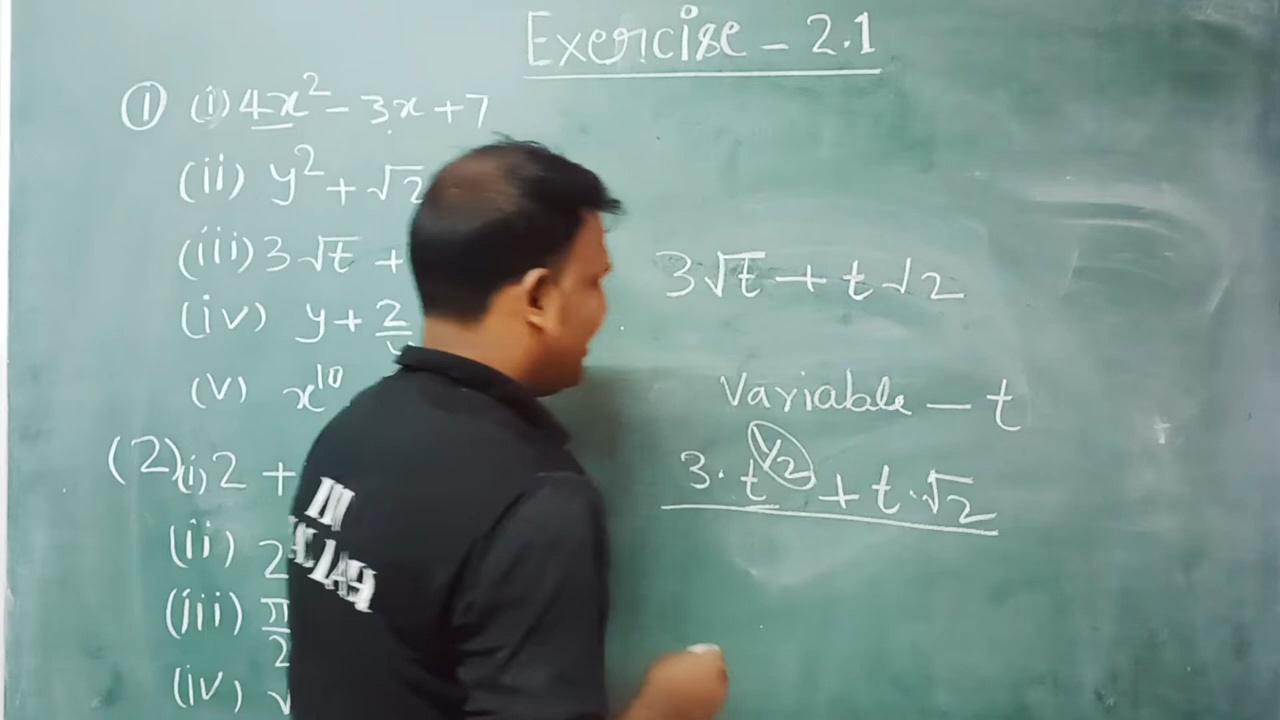 Exercise - 2.1
① (i) 4x² - 3x + 7
(ii) y² + √2
(iii) 3√t +
(iv) y + 2/
(v) x¹⁰
(2) (i) 2 +
(ii) 2
(iii) π/2
(iv) √
3√t + t√2
Variable - t
3·t^1/2 + t·√2